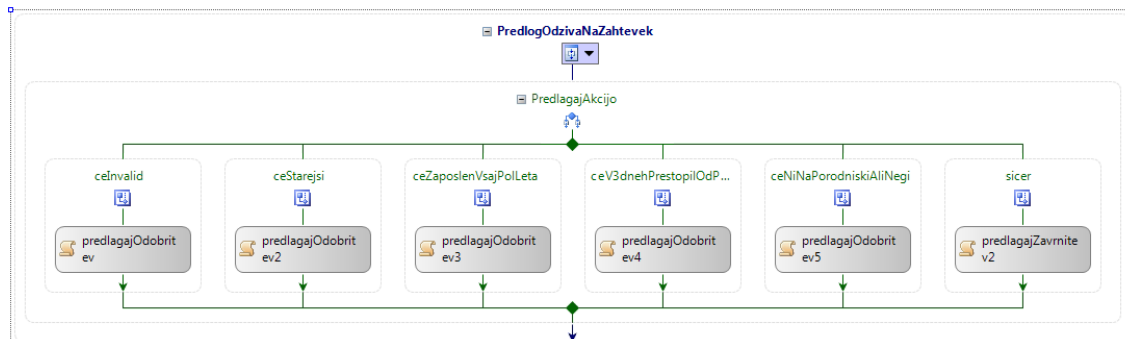 PredlogOdzivaNaZahtevek
PredlagajAkcijo
ceInvalid
ceStarejsi
ceZaposlenVsajPolLeta
ceV3dnehPrestopilOdP...
ceNiNaPorodniskiAliNegi
sicer
predlagajOdobrit
ev
predlagajOdobrit
ev2
predlagajOdobrit
ev3
predlagajOdobrit
ev4
predlagajOdobrit
ev5
predlagajZavrnite
v2